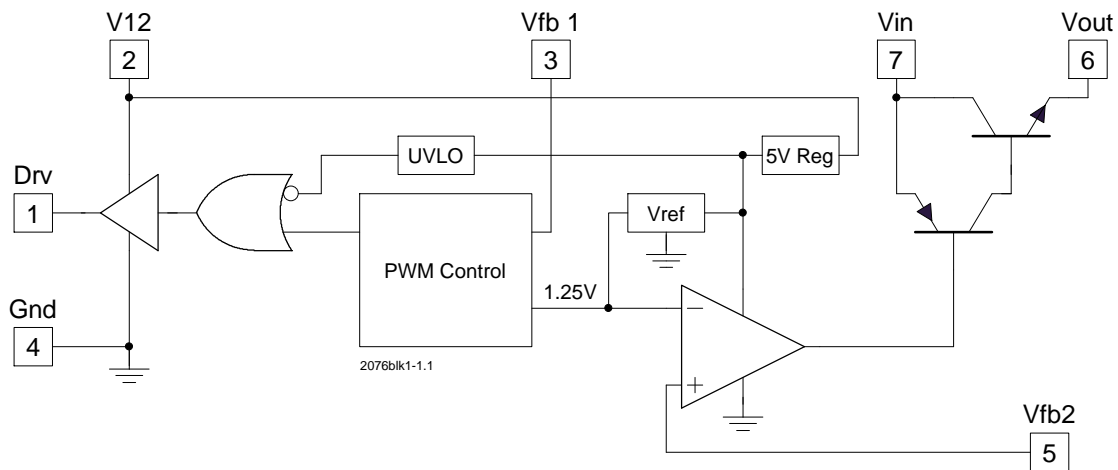 V12
2
Vfb 1
3
Vin
7
Vout
6
UVLO
5V Reg
Drv
1
Vref
PWM Control
1.25V
Gnd
4
2076blk1-1.1
−
+
Vfb2
5